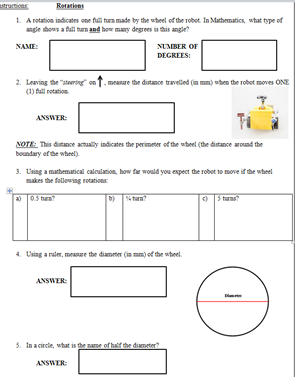 nstructions: Rotations
1. A rotation indicates one full turn made by the wheel of the robot. In Mathematics, what type of
angle shows a full turn and how many degrees is this angle?
NAME: NUMBER OF
DEGREES:
2. Leaving the "steering" on , measure the distance travelled (in mm) when the robot moves ONE
(1) full rotation.
ANSWER:
NOTE: This distance actually indicates the perimeter of the wheel (the distance around the
boundary of the wheel).
3. Using a mathematical calculation, how far would you expect the robot to move if the wheel
makes the following rotations:
a) 0.5 turn? b) ¼ turn? c) 5 turns?
4. Using a ruler, measure the diameter (in mm) of the wheel.
ANSWER:
Diameter
5. In a circle, what is the name of half the diameter?
ANSWER: